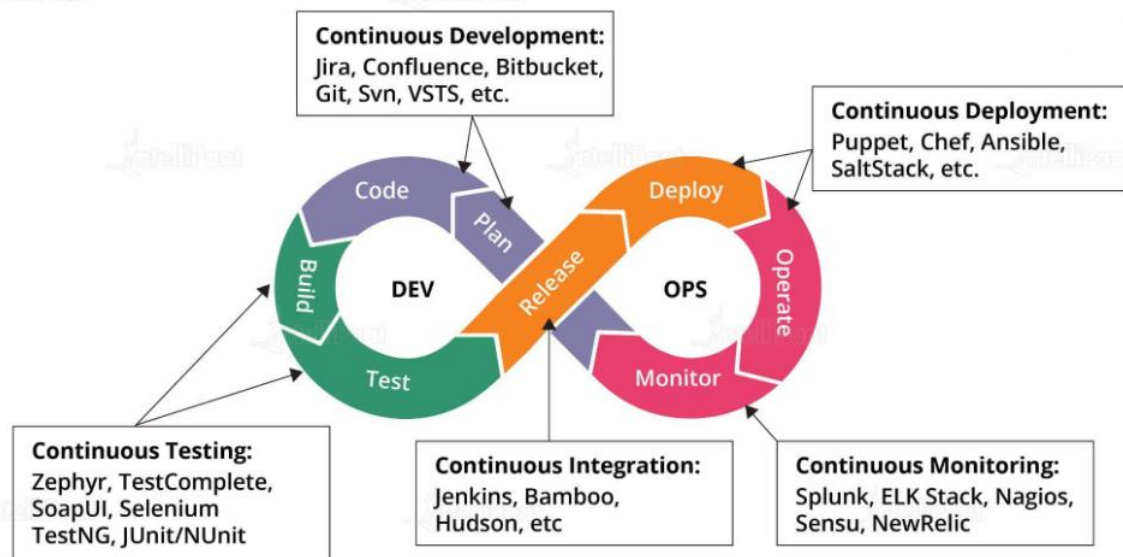 Continuous Development:
Jira, Confluence, Bitbucket,
Git, Svn, VSTS, etc.
Continuous Deployment:
Puppet, Chef, Ansible,
SaltStack, etc.
Code
Plan
Deploy
Build
DEV
Release
OPS
Operate
Test
Monitor
Continuous Testing:
Zephyr, TestComplete,
SoapUI, Selenium
TestNG, JUnit/NUnit
Continuous Integration:
Jenkins, Bamboo,
Hudson, etc
Continuous Monitoring:
Splunk, ELK Stack, Nagios,
Sensu, NewRelic